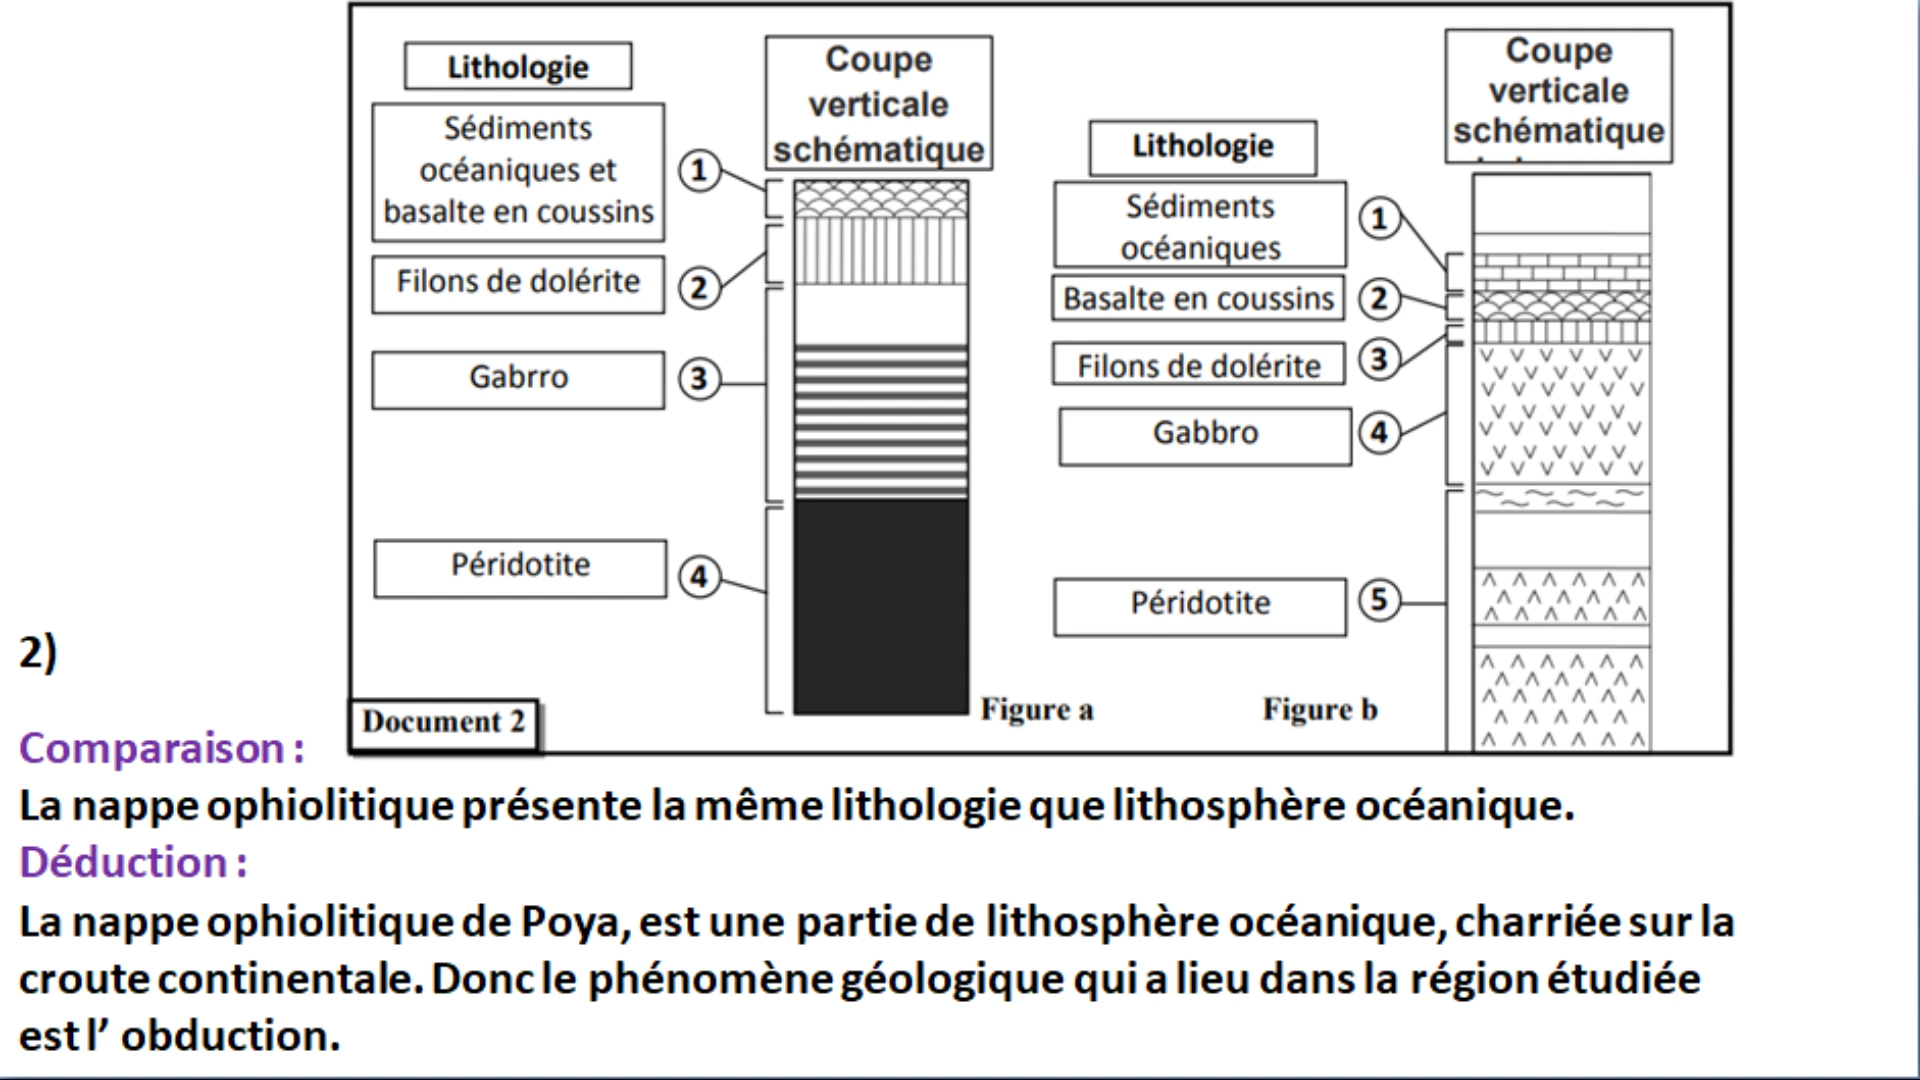 Lithologie
Sédiments
océaniques et
basalte en coussins
Filons de dolérite
Gabrro
Péridotite
1
2
3
4
Coupe
verticale
schématique
Figure a
Lithologie
Sédiments
océaniques
Basalte en coussins
Filons de dolérite
Gabbro
Péridotite
1
2
3
4
5
Coupe
verticale
schématique
Figure b
Document 2
2)
Comparaison :
La nappe ophiolitique présente la même lithologie que lithosphère océanique.
Déduction :
La nappe ophiolitique de Poya, est une partie de lithosphère océanique, charriée sur la
croute continentale. Donc le phénomène géologique qui a lieu dans la région étudiée
est l’ obduction.